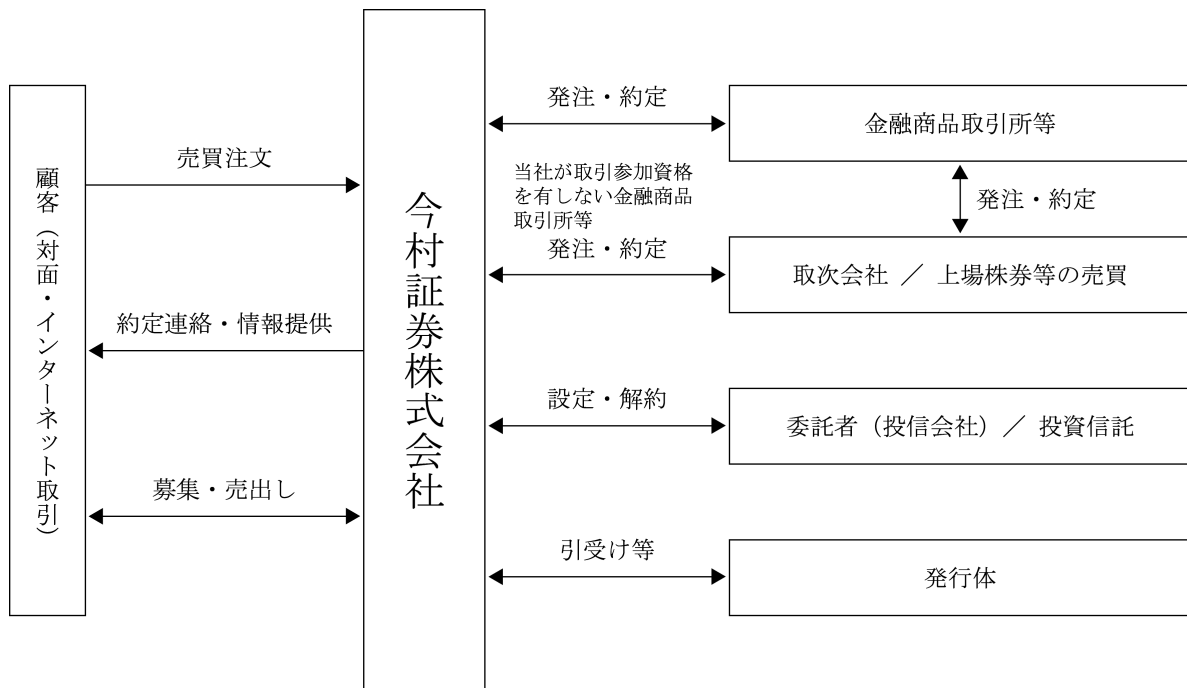 顧客（対面・インターネット取引）
売買注文
約定連絡・情報提供
募集・売出し
今村証券株式会社
発注・約定
当社が取引参加資格
を有しない金融商品
取引所等
発注・約定
設定・解約
引受け等
金融商品取引所等
発注・約定
取次会社 ／ 上場株券等の売買
委託者（投信会社）／ 投資信託
発行体